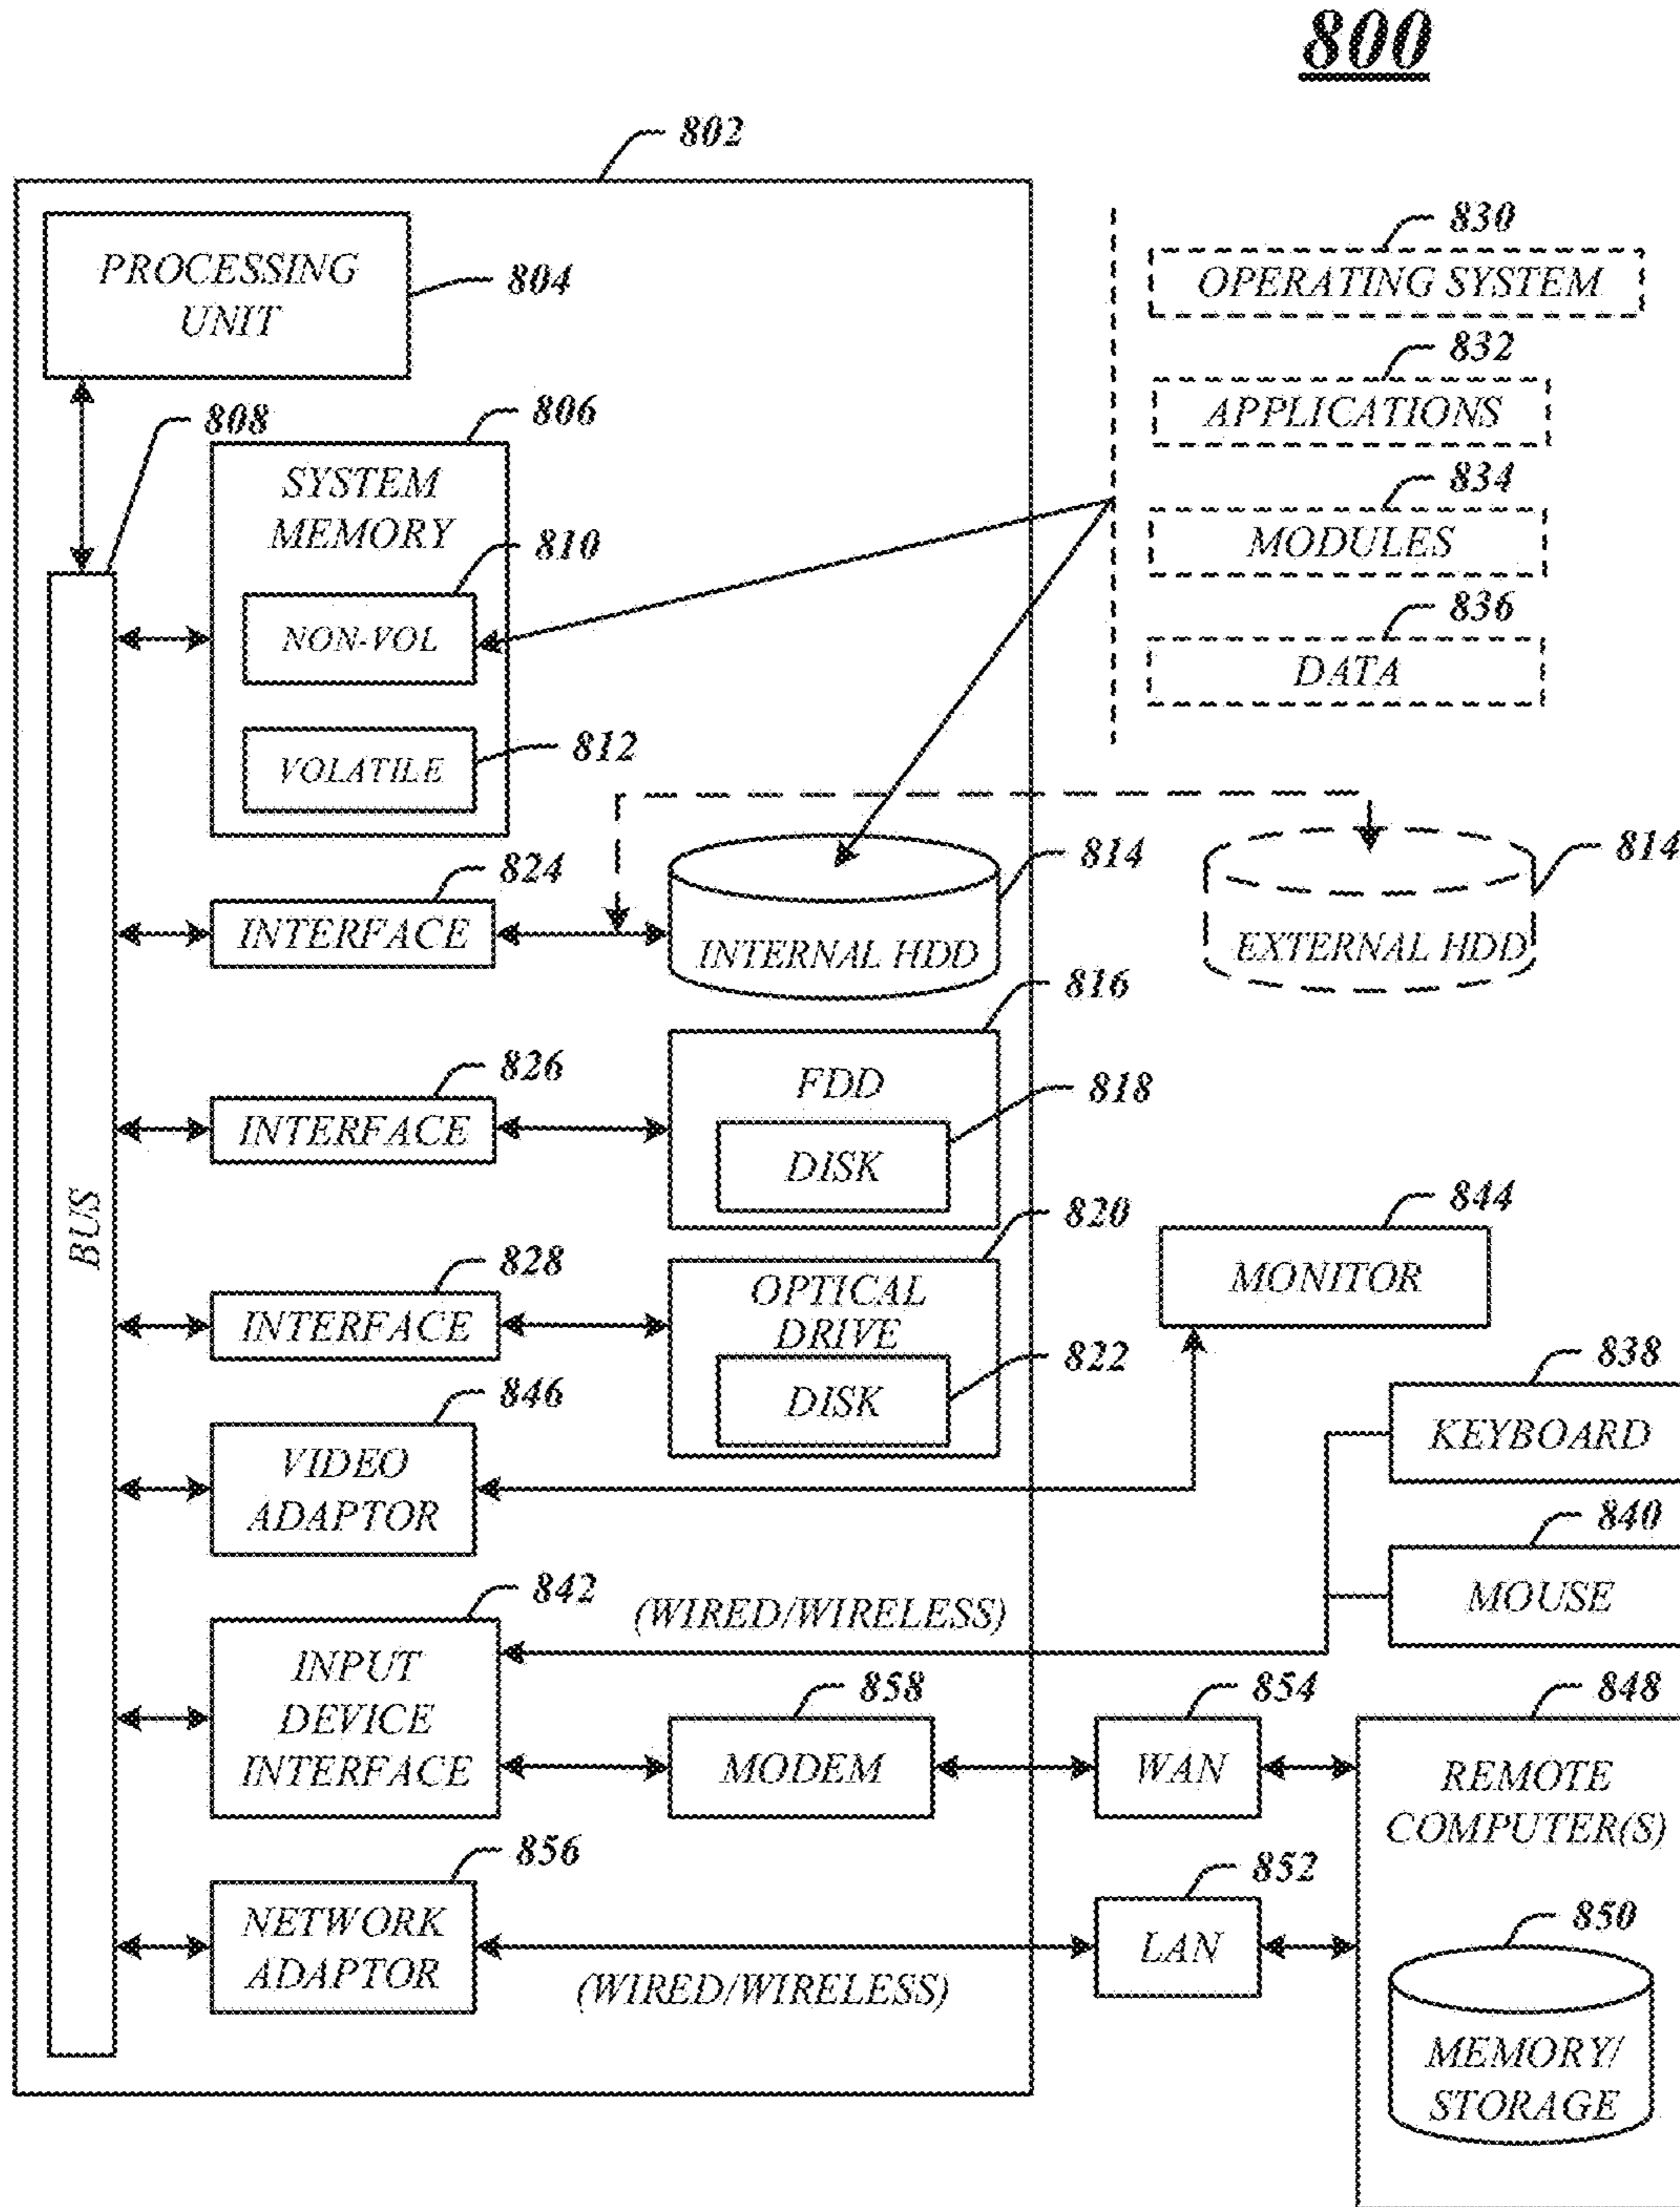 800
802
PROCESSING
UNIT
804
808
806
SYSTEM
MEMORY
810
NON-VOL
812
VOLATILE
830
OPERATING SYSTEM
832
APPLICATIONS
834
MODULES
836
DATA
824
INTERFACE
814
INTERNAL HDD
814
EXTERNAL HDD
826
INTERFACE
816
FDD
818
DISK
BUS
828
INTERFACE
820
OPTICAL
DRIVE
822
DISK
844
MONITOR
846
VIDEO
ADAPTOR
838
KEYBOARD
840
MOUSE
842
INPUT
DEVICE
INTERFACE
(WIRED/WIRELESS)
858
MODEM
854
WAN
848
REMOTE
COMPUTER(S)
856
NETWORK
ADAPTOR
(WIRED/WIRELESS)
852
LAN
850
MEMORY/
STORAGE